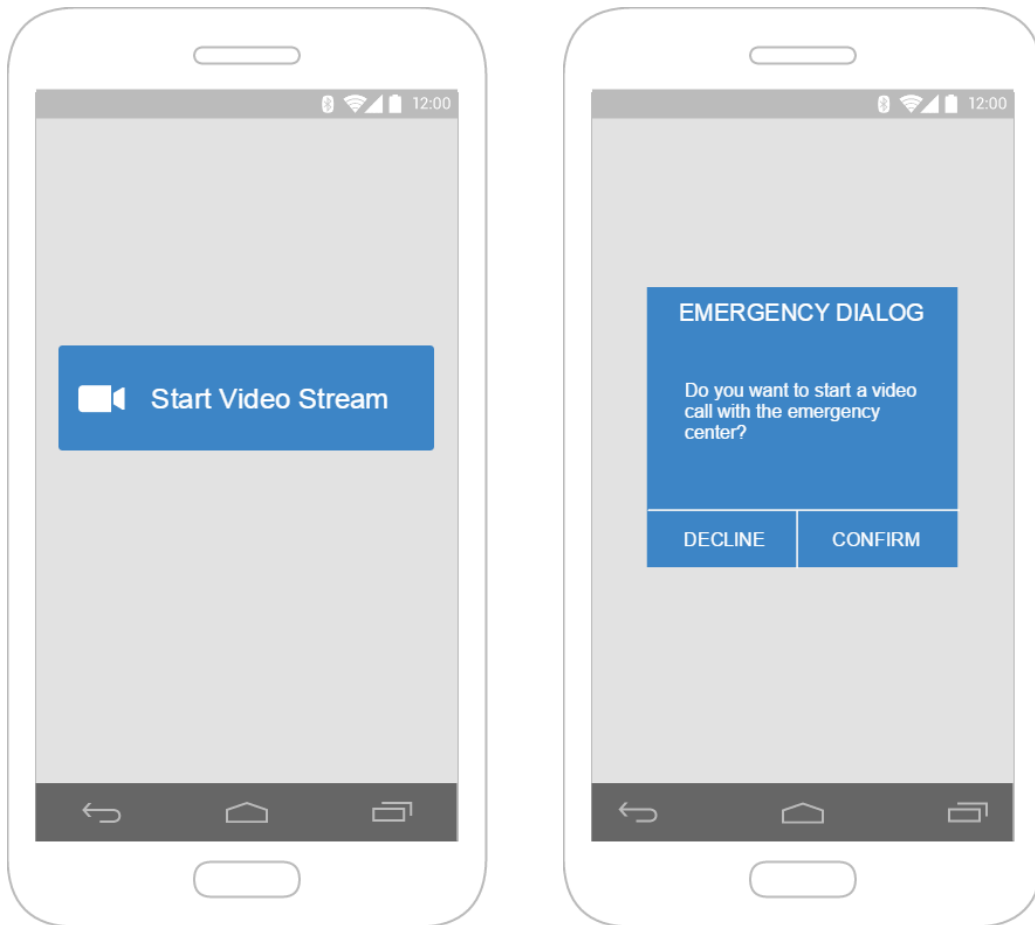 12:00
Start Video Stream
12:00
EMERGENCY DIALOG
Do you want to start a video
call with the emergency
center?
DECLINE
CONFIRM